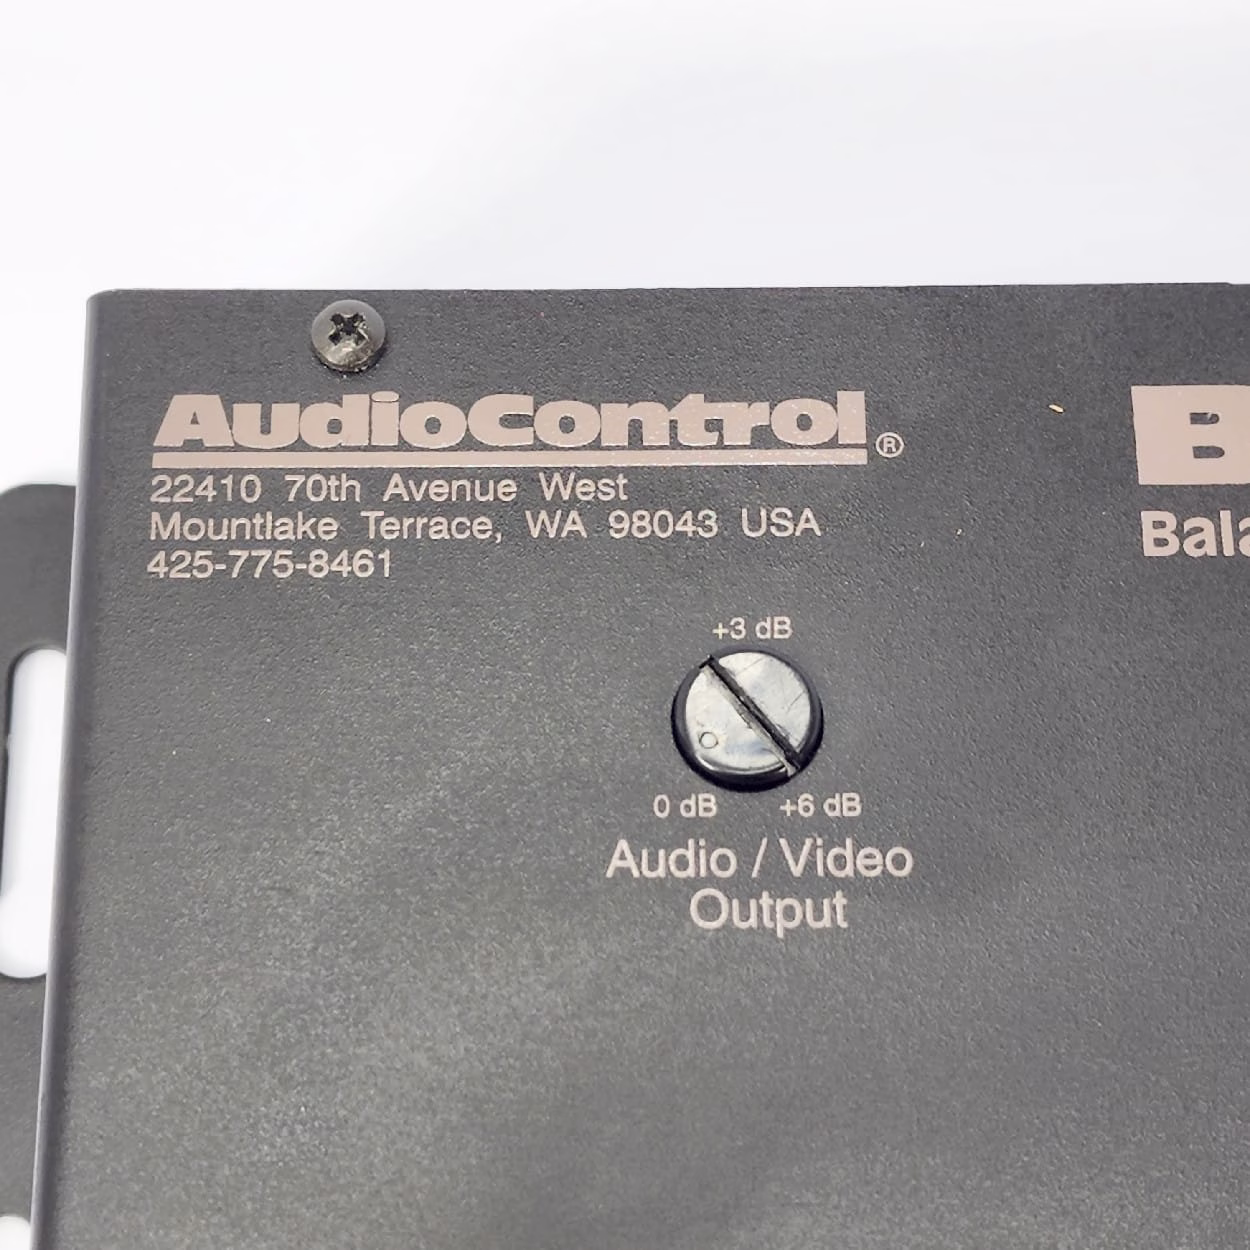 AudioControl®
22410 70th Avenue West
Mountlake Terrace, WA 98043 USA
425-775-8461
+3 dB
0 dB +6 dB
Audio / Video
Output